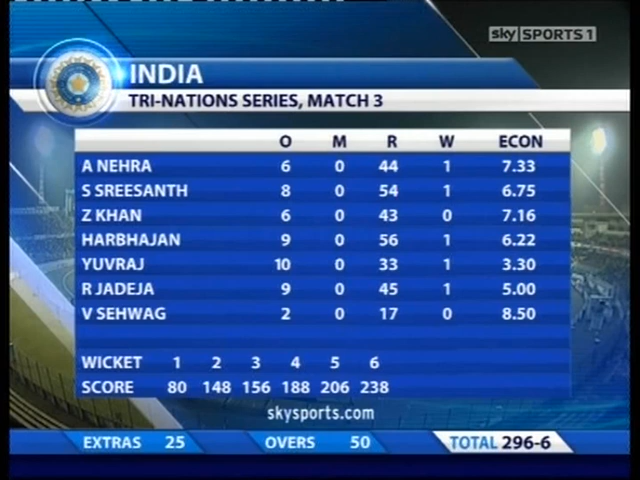 sky SPORTS 1
INDIA
TRI-NATIONS SERIES, MATCH 3
O M R W ECON
A NEHRA 6 0 44 1 7.33
S SREESANTH 8 0 54 1 6.75
Z KHAN 6 0 43 0 7.16
HARBHAJAN 9 0 56 1 6.22
YUVRAJ 10 0 33 1 3.30
R JADEJA 9 0 45 1 5.00
V SEHWAG 2 0 17 0 8.50
WICKET 1 2 3 4 5 6
SCORE 80 148 156 188 206 238
skysports.com
EXTRAS 25 OVERS 50 TOTAL 296-6